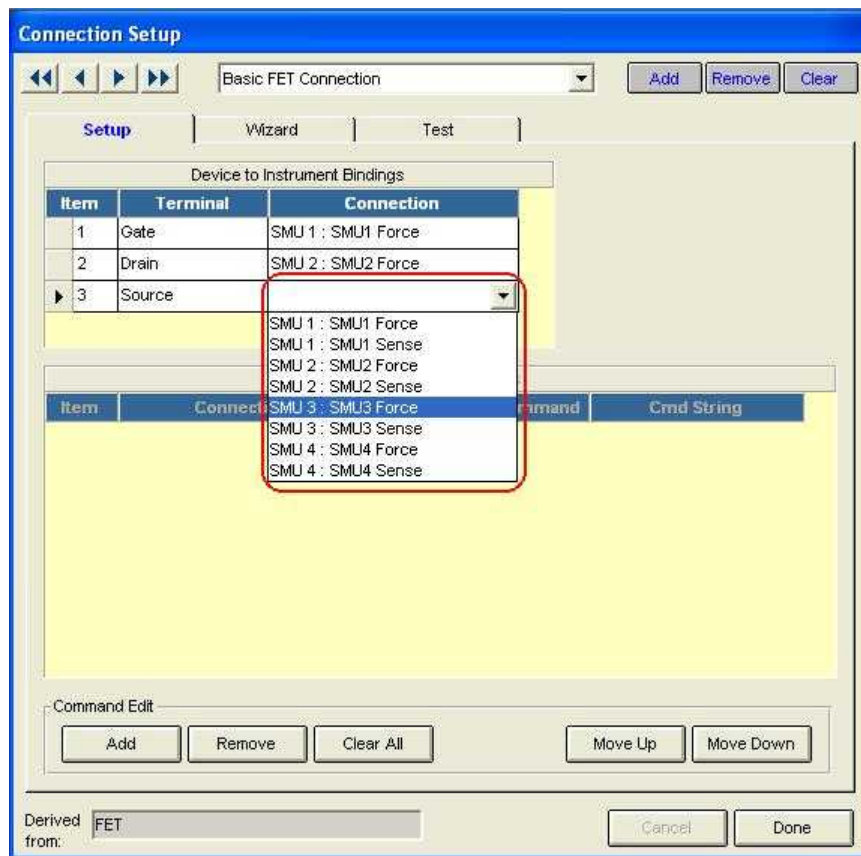 Connection Setup
Basic FET Connection
Add Remove Clear
Setup Wizard Test
Device to Instrument Bindings
Item Terminal Connection
1 Gate SMU 1 : SMU1 Force
2 Drain SMU 2 : SMU2 Force
3 Source
SMU 1 : SMU1 Force
SMU 1 : SMU1 Sense
SMU 2 : SMU2 Force
SMU 2 : SMU2 Sense
SMU 3 : SMU3 Force
SMU 3 : SMU3 Sense
SMU 4 : SMU4 Force
SMU 4 : SMU4 Sense
Item Cmd String
Command Edit
Add Remove Clear All Move Up Move Down
Derived from: FET
Cancel Done